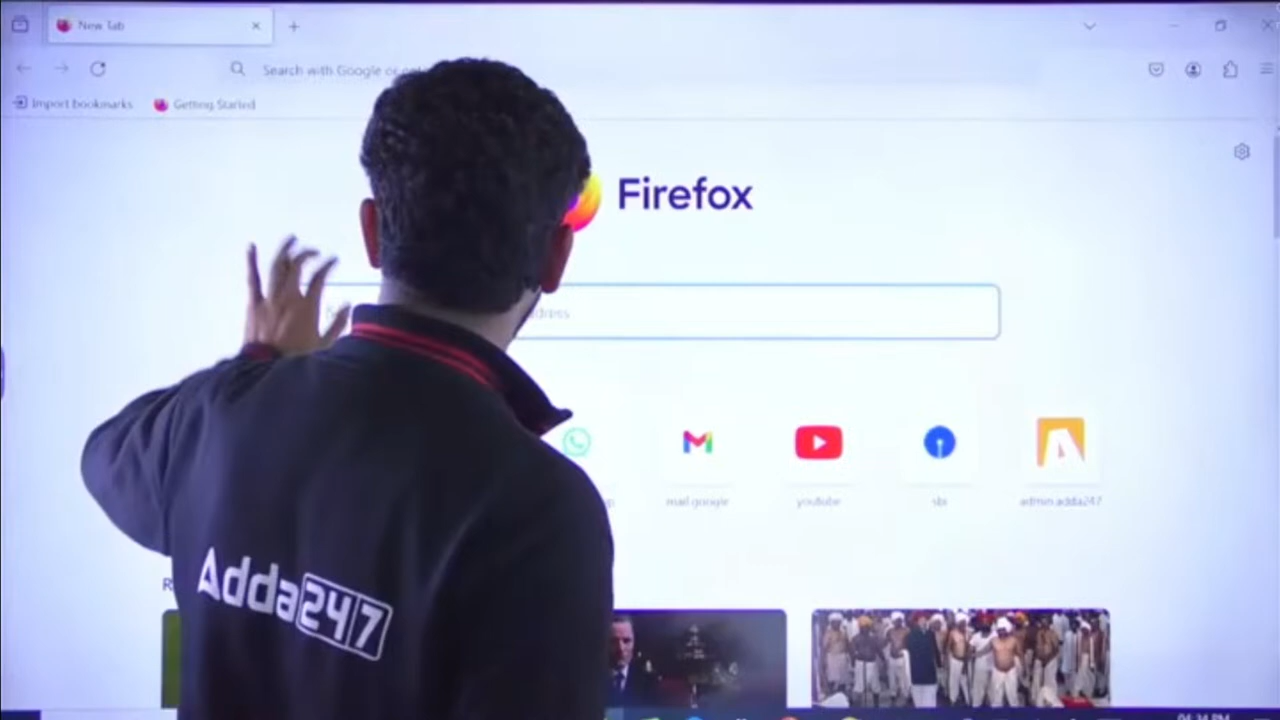 New Tab
Search with Google or
Import bookmarks
Getting Started
Firefox
mail.google
youtube
sbi
admin.adda247
Adda247